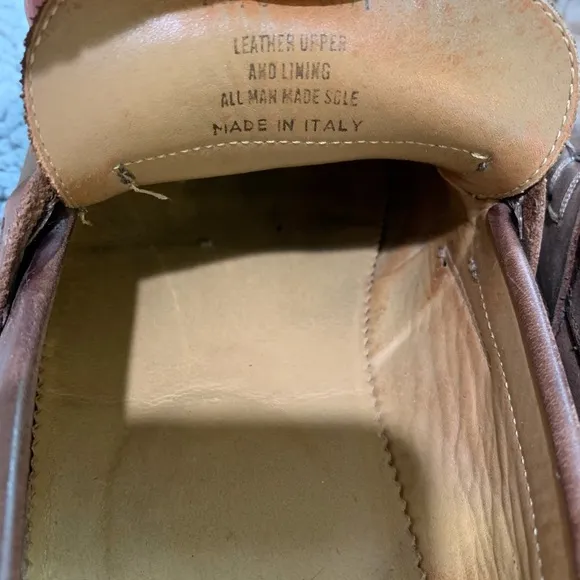 LEATHER UPPER
AND LINING
ALL MAN MADE SOLE
MADE IN ITALY